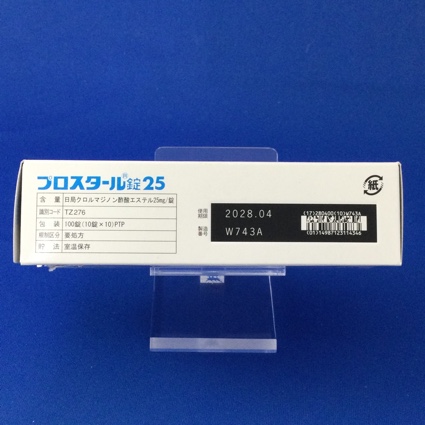 プロスタール®錠25
含 量 日局クロルマジノン酢酸エステル25mg/錠
識別コード TZ276
包 装 100錠(10錠×10)PTP
規制区分 要処方
貯 法 室温保存
使用期限 2028.04
製造番号 W743A
(17)280400(10)W743A
(01)14987123114346
紙